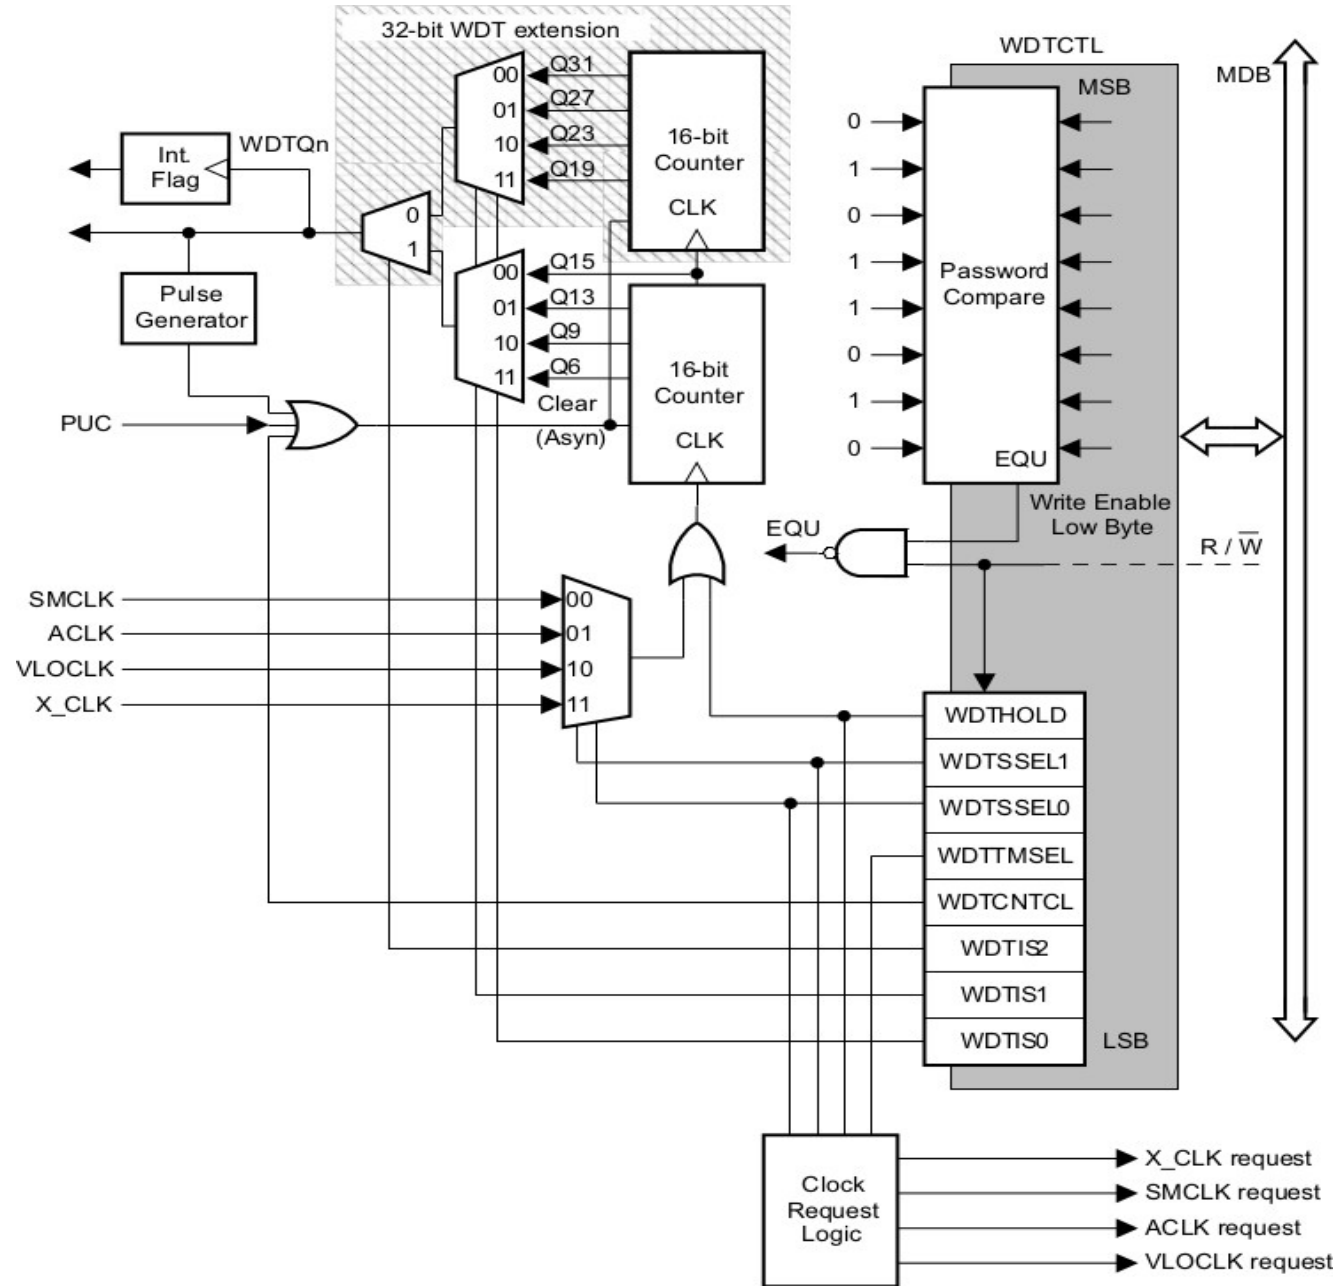 32-bit WDT extension
WDTCTL
MSB
MDB
00
Q31
01
Q27
10
Q23
11
Q19
16-bit
Counter
CLK
Int.
Flag
WDTQn
0
1
Pulse
Generator
00
Q15
01
Q13
10
Q9
11
Q6
16-bit
Counter
CLK
Clear
(Asyn)
PUC
0
1
0
1
1
0
1
0
Password
Compare
EQU
Write Enable
Low Byte
EQU
R / W̅
SMCLK
ACLK
VLOCLK
X_CLK
00
01
10
11
WDTHOLD
WDTSSEL1
WDTSSEL0
WDTTMSEL
WDTCNTCL
WDTIS2
WDTIS1
WDTIS0
LSB
Clock
Request
Logic
X_CLK request
SMCLK request
ACLK request
VLOCLK request